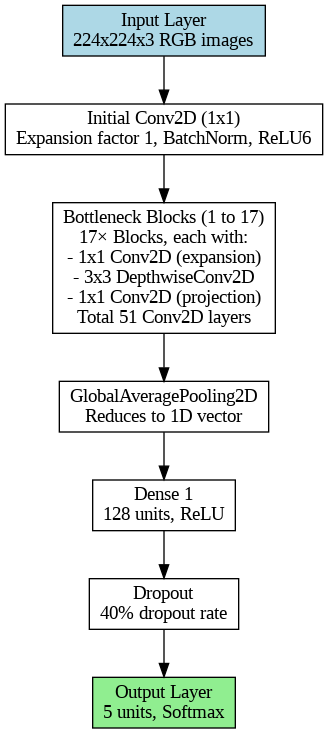 Input Layer
224x224x3 RGB images
Initial Conv2D (1x1)
Expansion factor 1, BatchNorm, ReLU6
Bottleneck Blocks (1 to 17)
17× Blocks, each with:
- 1x1 Conv2D (expansion)
- 3x3 DepthwiseConv2D
- 1x1 Conv2D (projection)
Total 51 Conv2D layers
GlobalAveragePooling2D
Reduces to 1D vector
Dense 1
128 units, ReLU
Dropout
40% dropout rate
Output Layer
5 units, Softmax